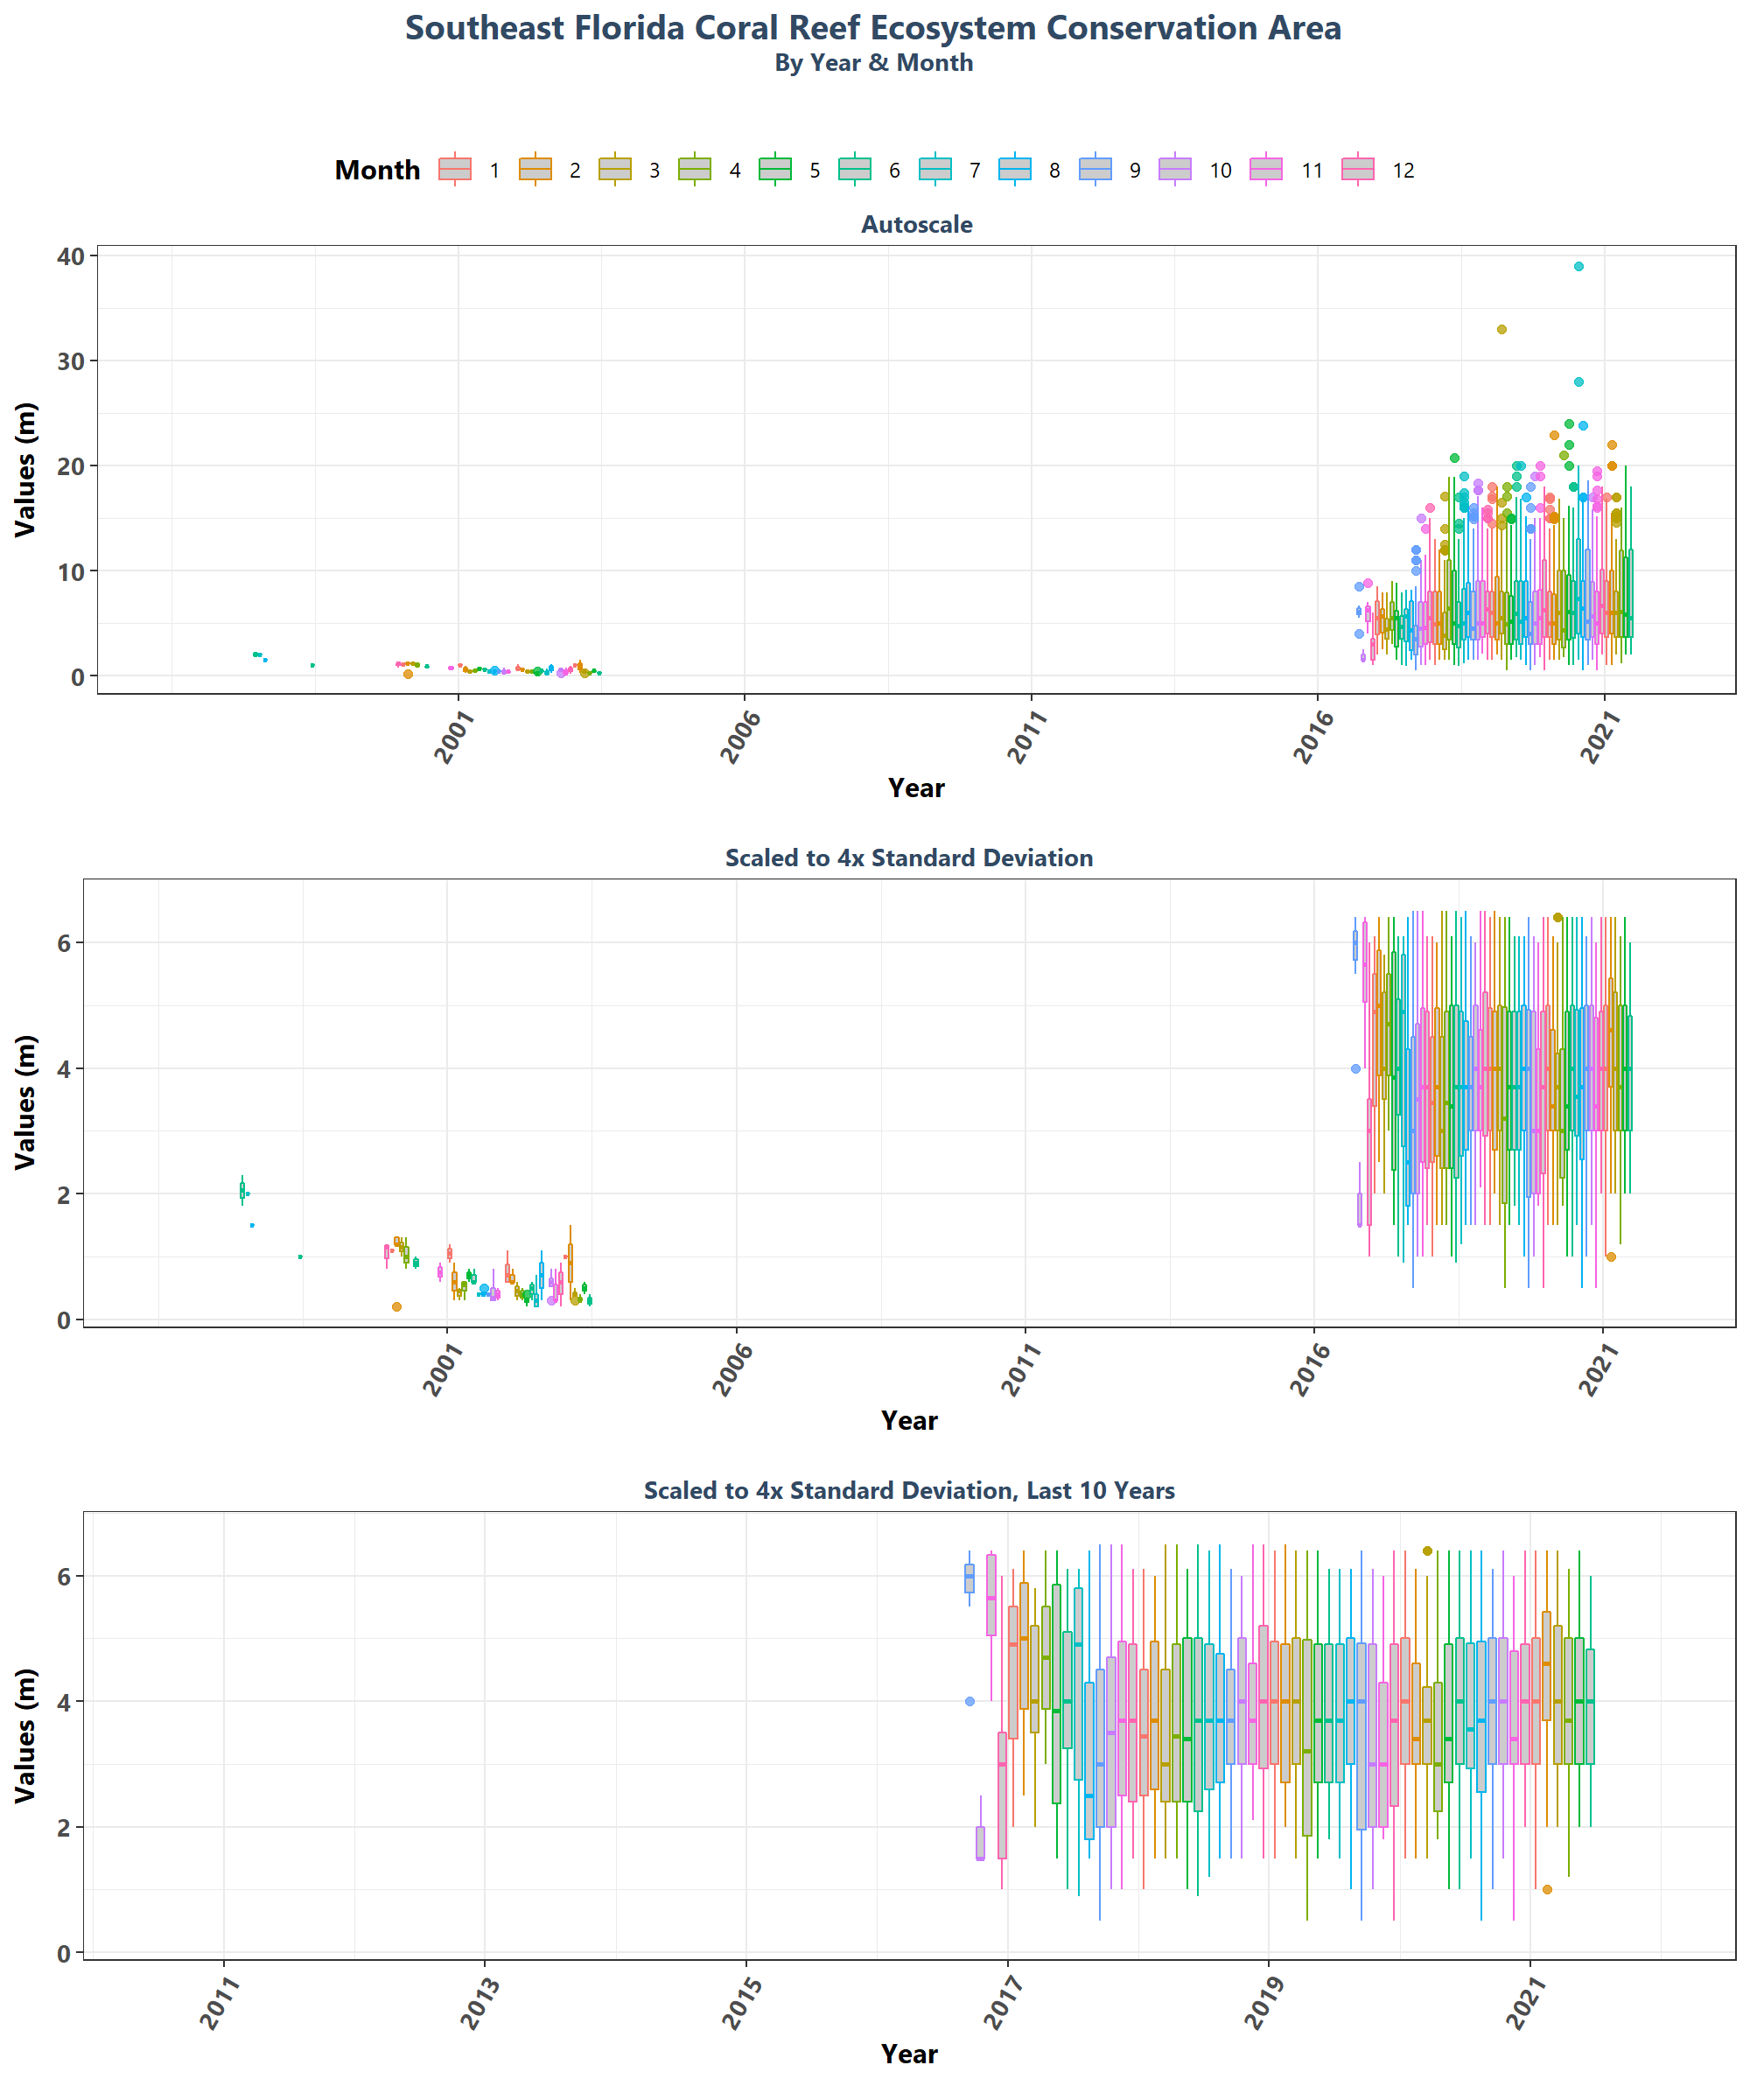 Southeast Florida Coral Reef Ecosystem Conservation Area
By Year & Month
Month 1 2 3 4 5 6 7 8 9 10 11 12
Autoscale
Values (m)
40
30
20
10
0
2001 2006 2011 2016 2021
Year
Scaled to 4x Standard Deviation
Values (m)
6
4
2
0
2001 2006 2011 2016 2021
Year
Scaled to 4x Standard Deviation, Last 10 Years
Values (m)
6
4
2
0
2011 2013 2015 2017 2019 2021
Year